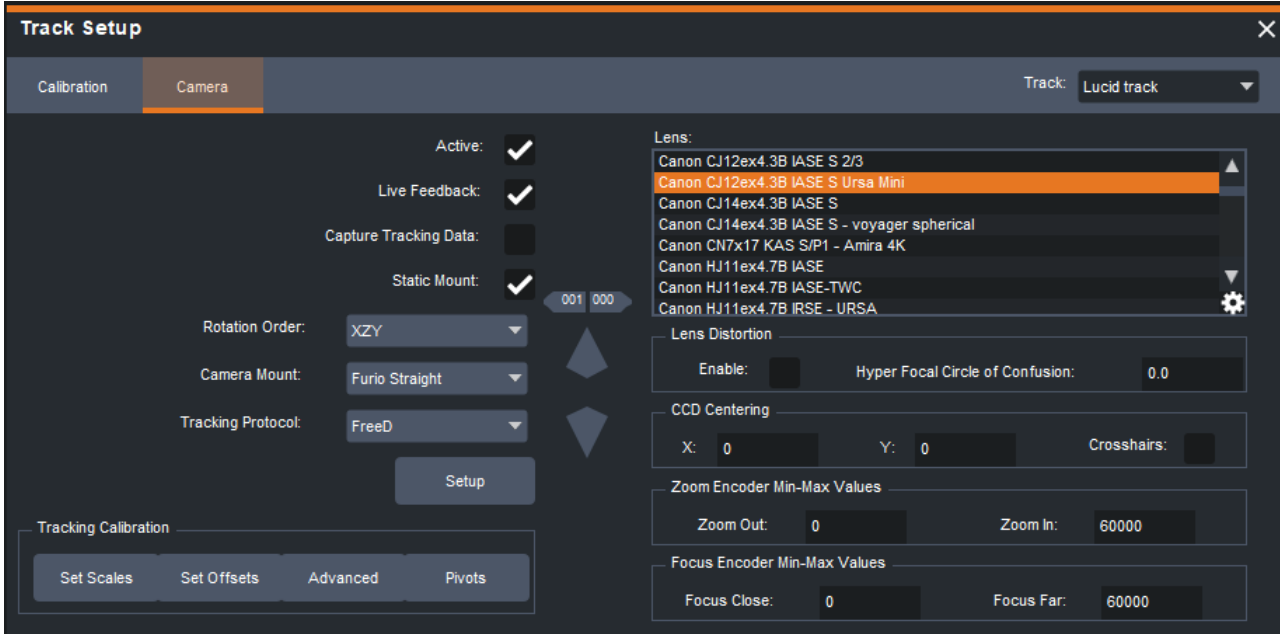 Track Setup
Calibration
Camera
Track:
Lucid track
Active:
Live Feedback:
Capture Tracking Data:
Static Mount:
001 000
Rotation Order:
XZY
Camera Mount:
Furio Straight
Tracking Protocol:
FreeD
Setup
Tracking Calibration
Set Scales
Set Offsets
Advanced
Pivots
Lens:
Canon CJ12ex4.3B IASE S 2/3
Canon CJ12ex4.3B IASE S Ursa Mini
Canon CJ14ex4.3B IASE S
Canon CJ14ex4.3B IASE S - voyager spherical
Canon CN7x17 KAS S/P1 - Amira 4K
Canon HJ11ex4.7B IASE
Canon HJ11ex4.7B IASE-TWC
Canon HJ11ex4.7B IRSE - URSA
Lens Distortion
Enable:
Hyper Focal Circle of Confusion:
0.0
CCD Centering
X: 0
Y: 0
Crosshairs:
Zoom Encoder Min-Max Values
Zoom Out: 0
Zoom In: 60000
Focus Encoder Min-Max Values
Focus Close: 0
Focus Far: 60000